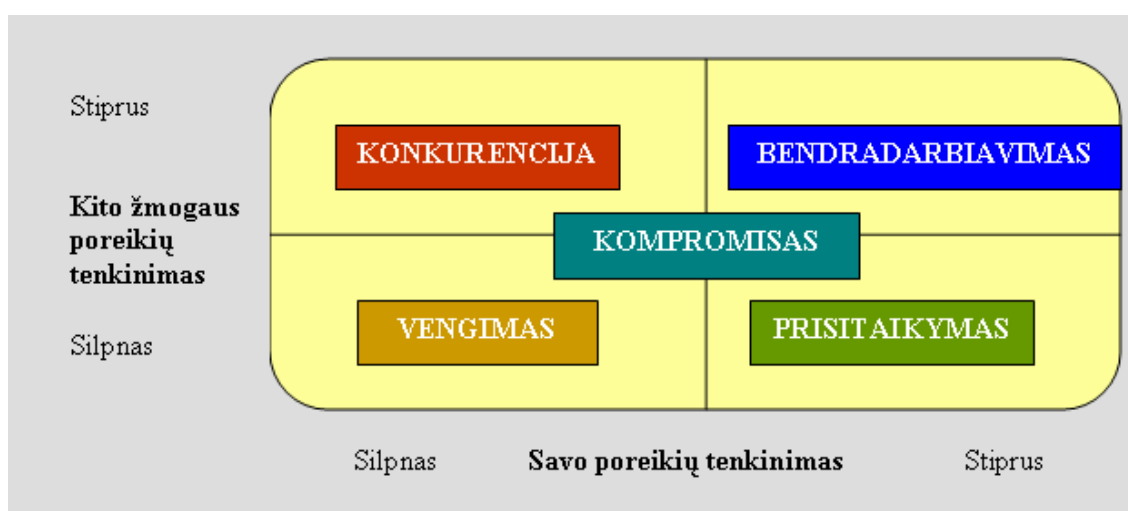 Stiprus
KONKURENCIJA
BENDRADARBIAVIMAS
Kito žmogaus
poreikių
tenkinimas
KOMPROMISAS
VENGIMAS
PRISITAIKYMAS
Silpnas
Silpnas
Savo poreikių tenkinimas
Stiprus